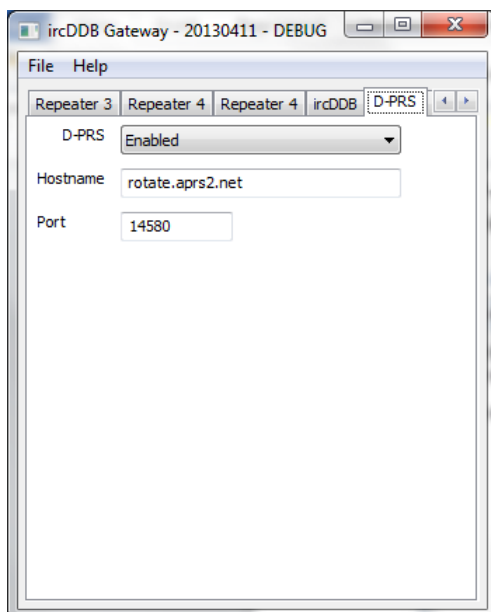 ircDDB Gateway - 20130411 - DEBUG
File Help
Repeater 3 Repeater 4 Repeater 4 ircDDB D-PRS
D-PRS Enabled
Hostname rotate.aprs2.net
Port 14580